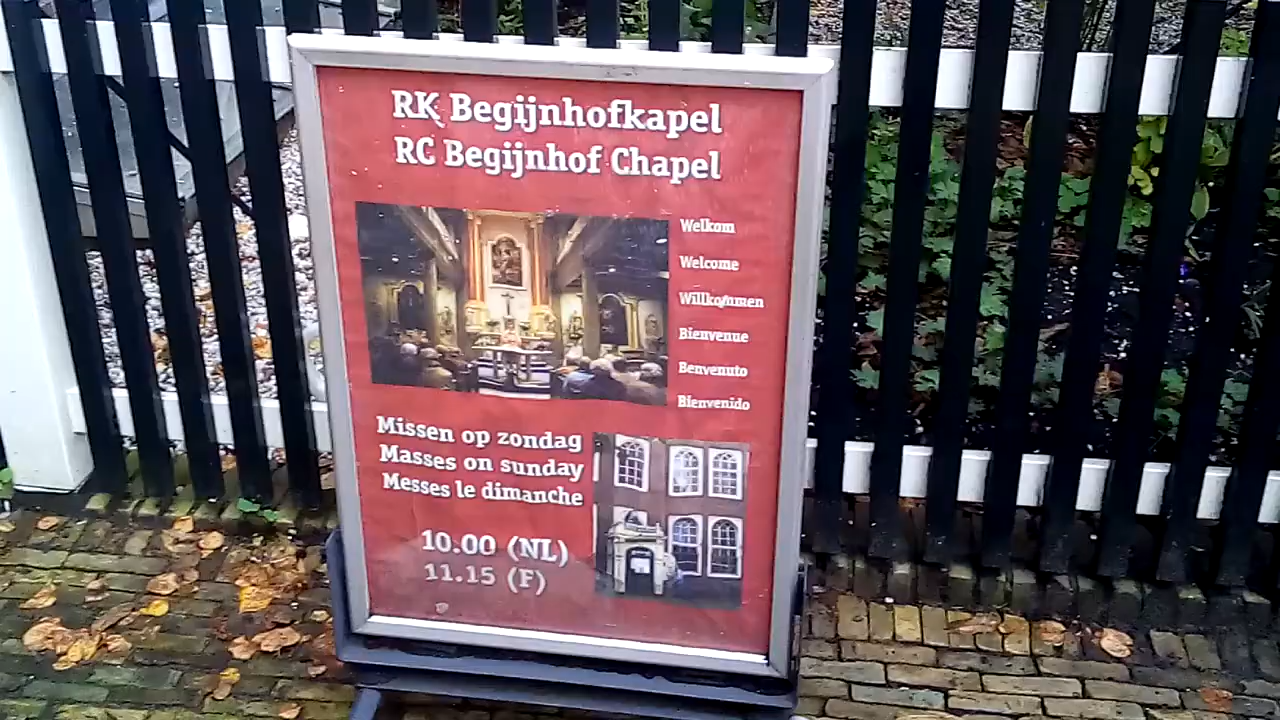 RK Begijnhofkapel
RC Begijnhof Chapel
Welkom
Welcome
Willkommen
Bienvenue
Benvenuto
Bienvenido
Missen op zondag
Masses on sunday
Messes le dimanche
10.00 (NL)
11.15 (F)